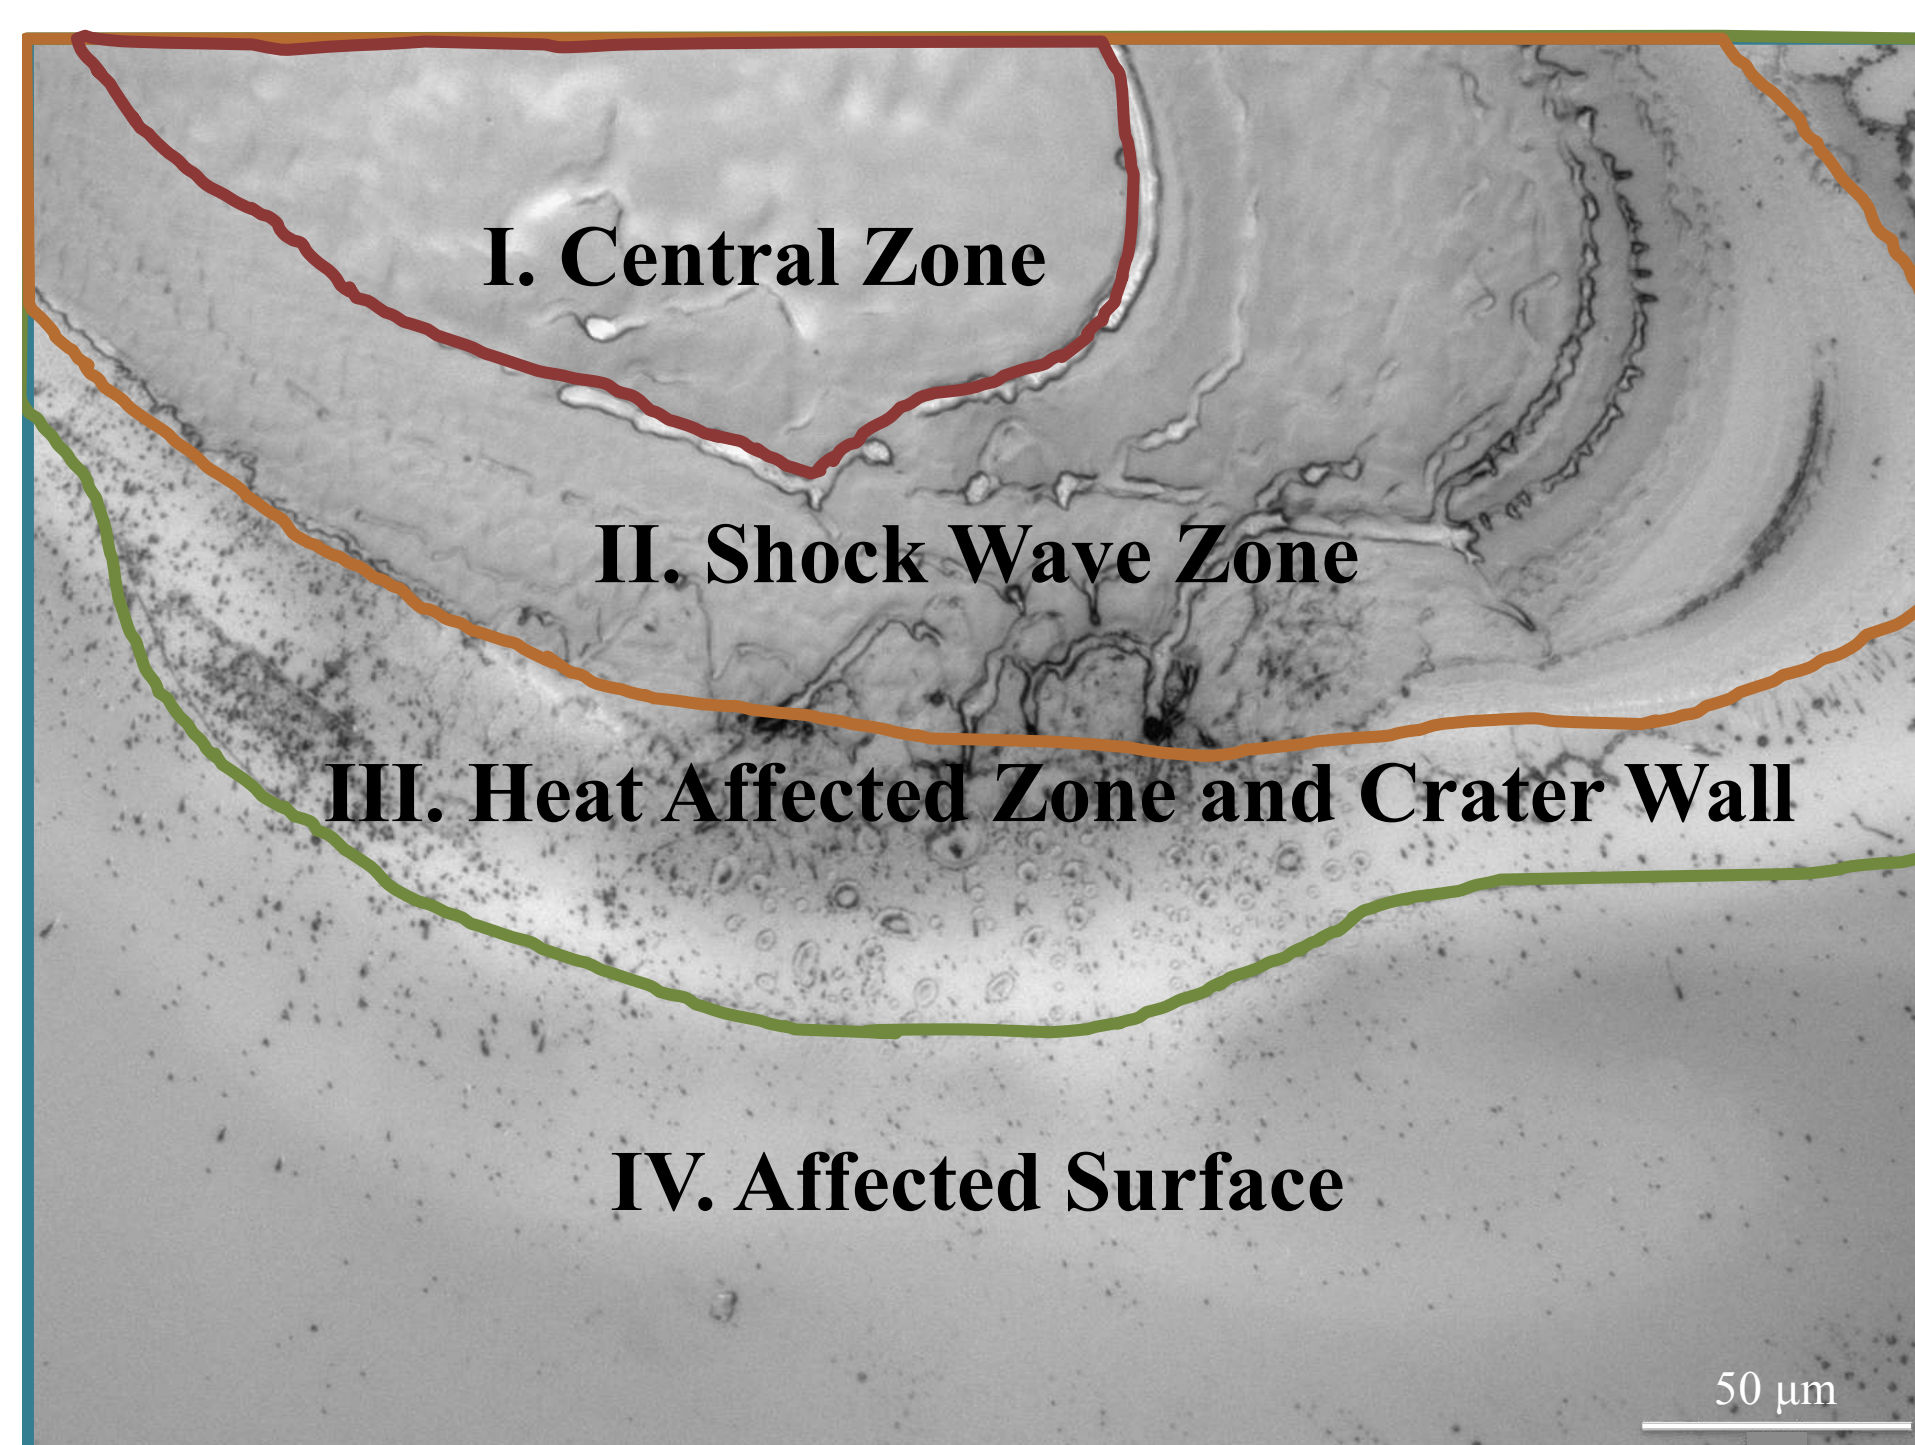 I. Central Zone
II. Shock Wave Zone
III. Heat Affected Zone and Crater Wall
IV. Affected Surface
50 μm